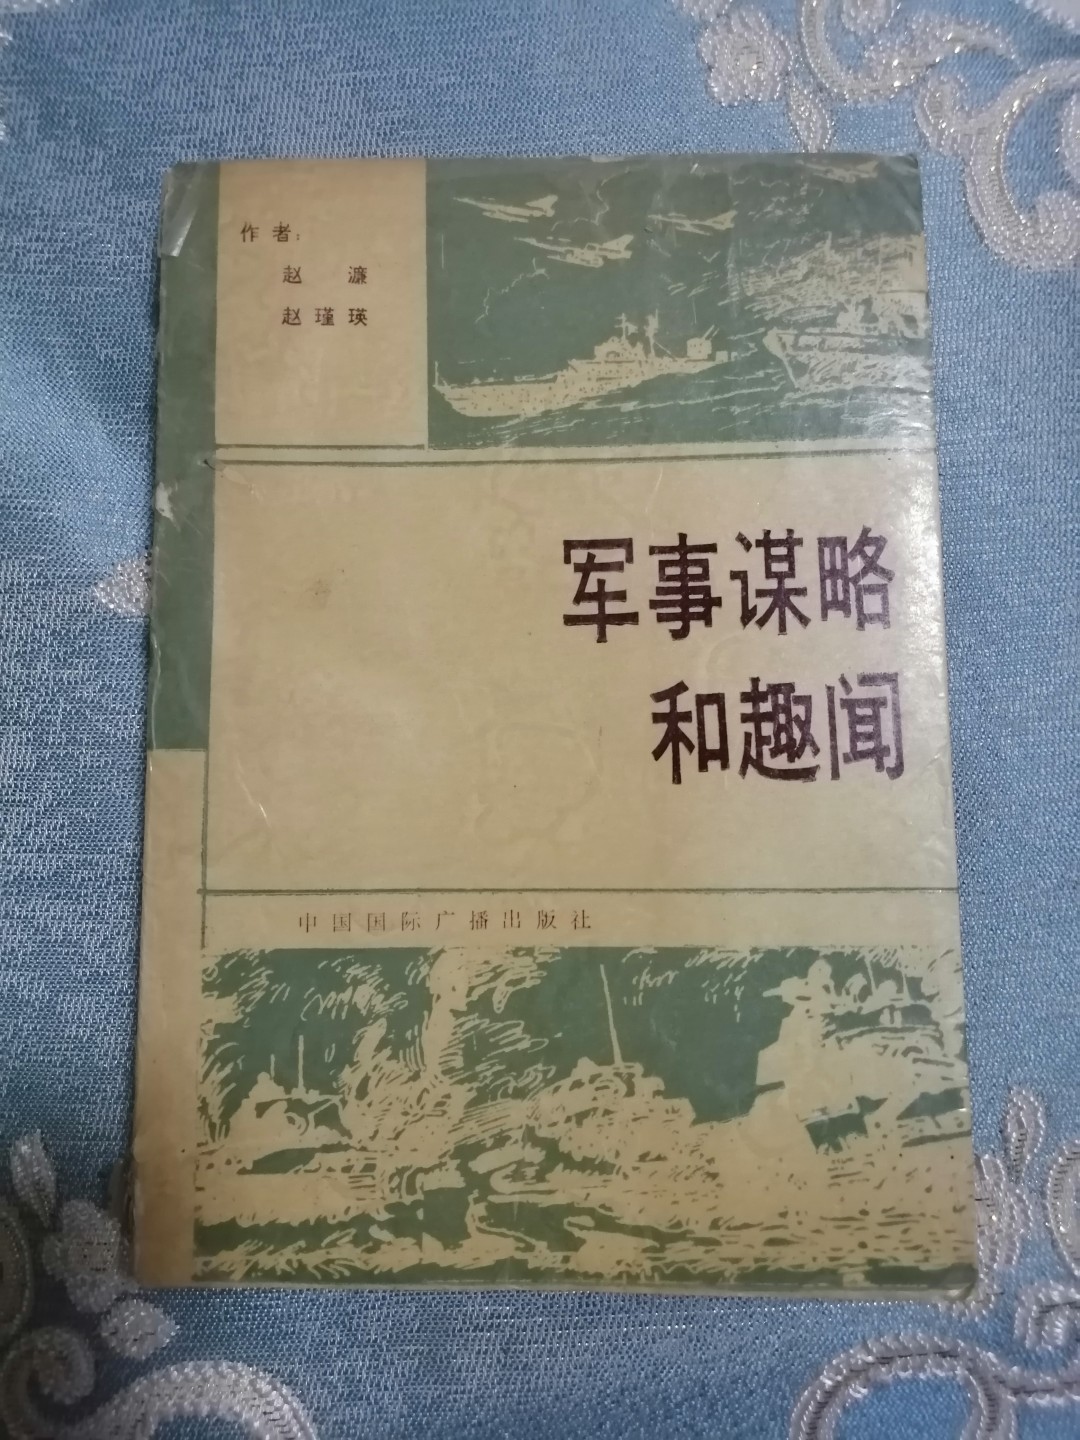 作者：
赵 濂
赵瑾瑛
军事谋略
和趣闻
中国国际广播出版社